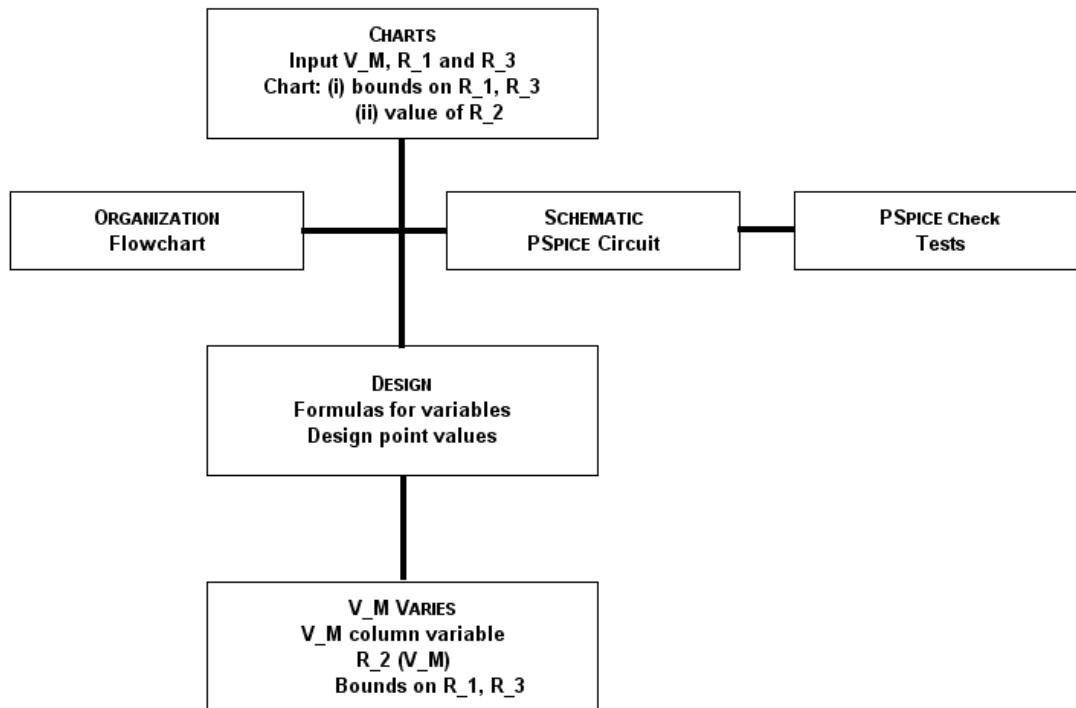 CHARTS
Input V_M, R_1 and R_3
Chart: (i) bounds on R_1, R_3
(ii) value of R_2
ORGANIZATION
Flowchart
SCHEMATIC
PSPICE Circuit
PSPICE Check
Tests
DESIGN
Formulas for variables
Design point values
V_M VARIES
V_M column variable
R_2 (V_M)
Bounds on R_1, R_3